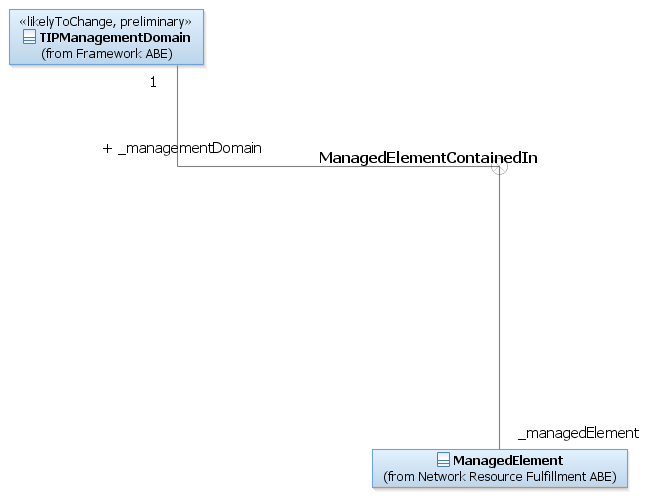 «likelyToChange, preliminary»
TIPManagementDomain
(from Framework ABE)
1
+ _managementDomain
ManagedElementContainedIn
_managedElement
ManagedElement
(from Network Resource Fulfillment ABE)